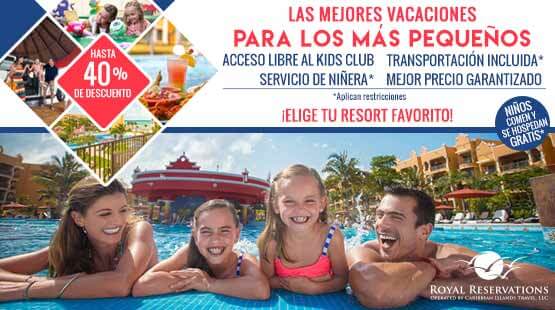 LAS MEJORES VACACIONES
PARA LOS MÁS PEQUEÑOS
ACCESO LIBRE AL KIDS CLUB TRANSPORTACIÓN INCLUIDA*
SERVICIO DE NIÑERA* MEJOR PRECIO GARANTIZADO
*Aplican restricciones
¡ELIGE TU RESORT FAVORITO!
HASTA
40%
DE DESCUENTO
NIÑOS
COMEN Y
SE HOSPEDAN
GRATIS*
ROYAL RESERVATIONS
OPERATED BY CARIBBEAN ISLANDS TRAVEL, LLC